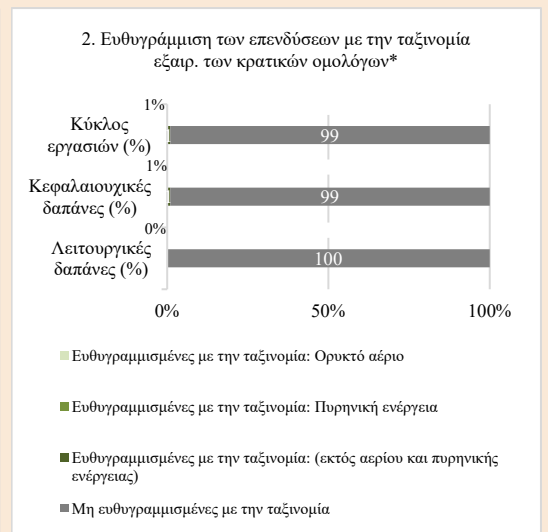 2. Ευθυγράμμιση των επενδύσεων με την ταξινομία
εξαιρ. των κρατικών ομολόγων*
1%
Κύκλος
εργασιών (%)
1
99
1%
Κεφαλαιουχικές
δαπάνες (%)
1
99
0%
Λειτουργικές
δαπάνες (%)
100
0% 50% 100%
Ευθυγραμμισμένες με την ταξινομία: Ορυκτό αέριο
Ευθυγραμμισμένες με την ταξινομία: Πυρηνική ενέργεια
Ευθυγραμμισμένες με την ταξινομία: (εκτός αερίου και πυρηνικής
ενέργειας)
Μη ευθυγραμμισμένες με την ταξινομία